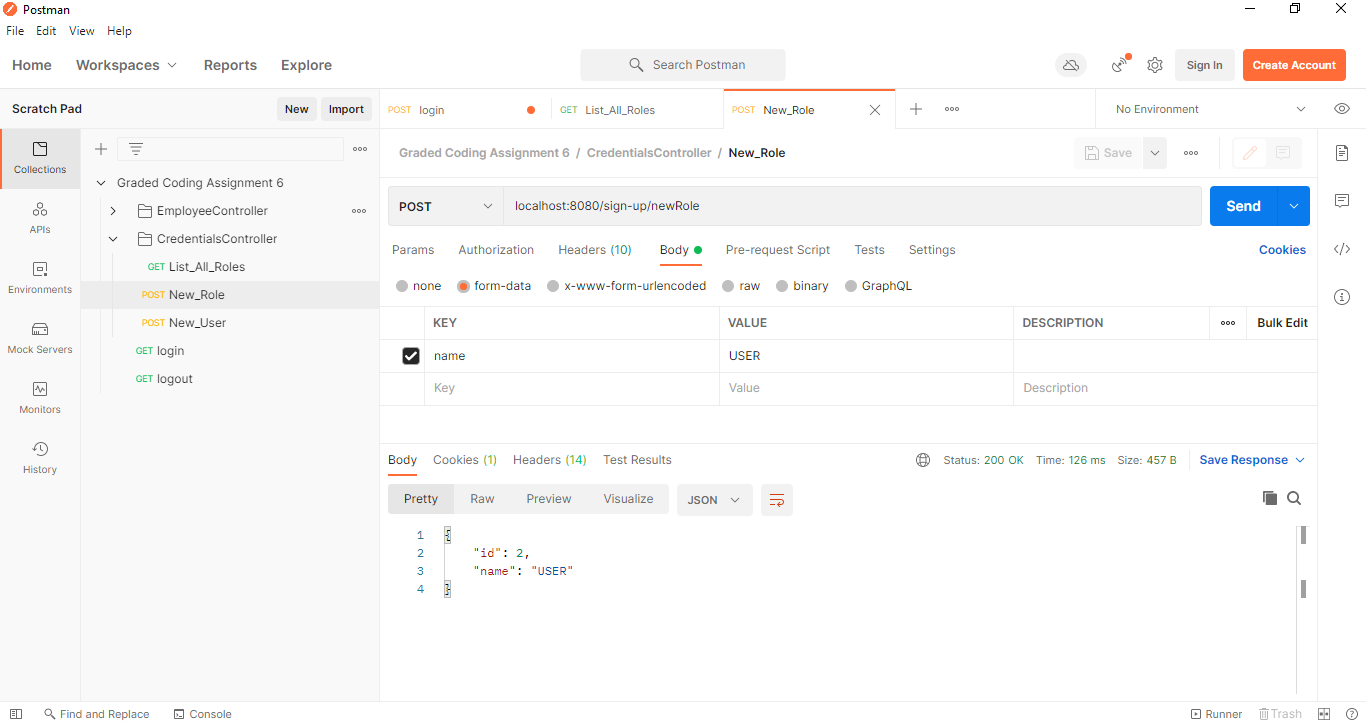 Postman
File Edit View Help
Home Workspaces Reports Explore Search Postman Sign In Create Account
Scratch Pad New Import
POST login GET List_All_Roles POST New_Role No Environment
Collections
APIs
Environments
Mock Servers
Monitors
History
Graded Coding Assignment 6
EmployeeController
CredentialsController
GET List_All_Roles
POST New_Role
POST New_User
GET login
GET logout
Graded Coding Assignment 6 / CredentialsController / New_Role Save
POST localhost:8080/sign-up/newRole Send
Params Authorization Headers (10) Body Pre-request Script Tests Settings Cookies
none form-data x-www-form-urlencoded raw binary GraphQL
KEY VALUE DESCRIPTION Bulk Edit
name USER
Key Value Description
Body Cookies (1) Headers (14) Test Results Status: 200 OK Time: 126 ms Size: 457 B Save Response
Pretty Raw Preview Visualize JSON
1 {
2 "id": 2,
3 "name": "USER"
4 }
Find and Replace Console Runner Trash